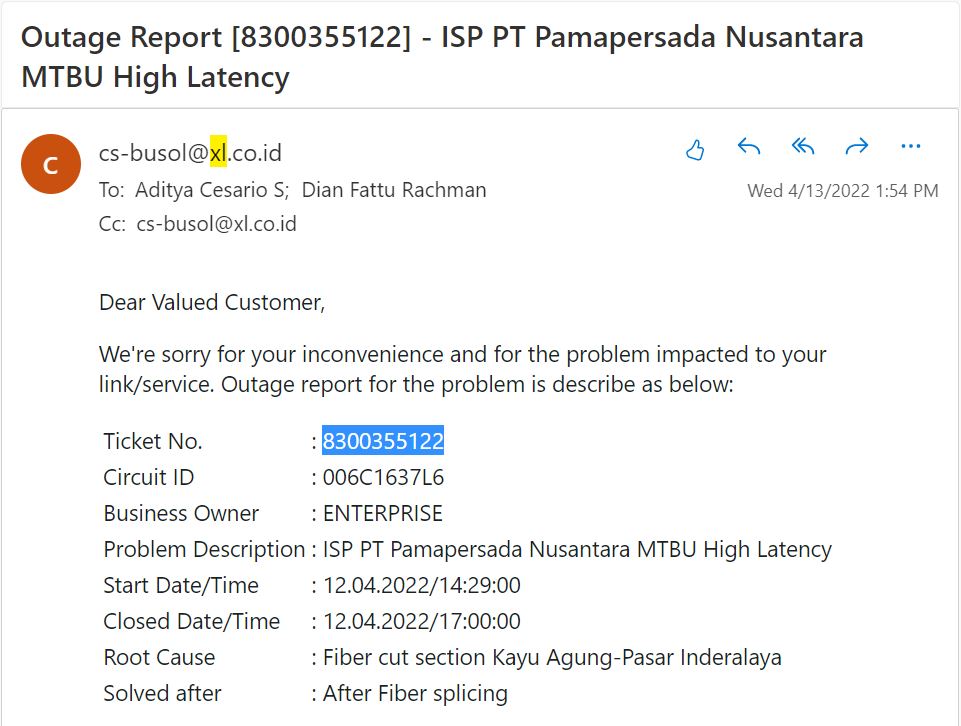 Outage Report [8300355122] - ISP PT Pamapersada Nusantara
MTBU High Latency
C
cs-busol@xl.co.id
To: Aditya Cesario S; Dian Fattu Rachman
Wed 4/13/2022 1:54 PM
Cc: cs-busol@xl.co.id
Dear Valued Customer,
We're sorry for your inconvenience and for the problem impacted to your
link/service. Outage report for the problem is describe as below:
Ticket No. : 8300355122
Circuit ID : 006C1637L6
Business Owner : ENTERPRISE
Problem Description : ISP PT Pamapersada Nusantara MTBU High Latency
Start Date/Time : 12.04.2022/14:29:00
Closed Date/Time : 12.04.2022/17:00:00
Root Cause : Fiber cut section Kayu Agung-Pasar Inderalaya
Solved after : After Fiber splicing